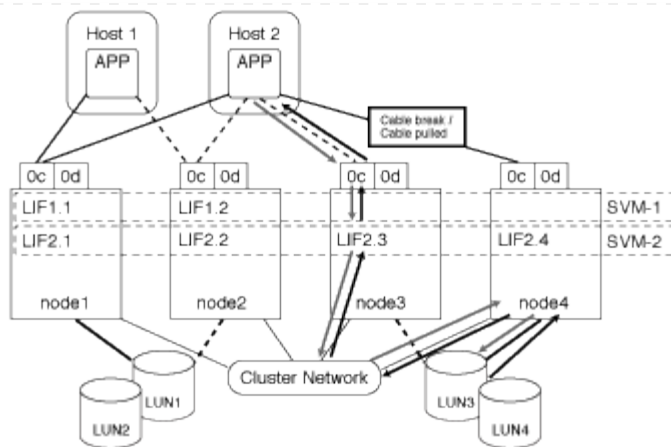 Host 1
Host 2
APP
APP
Cable break /
Cable pulled
0c 0d
0c 0d
0c 0d
0c 0d
LIF1.1
LIF1.2
SVM-1
LIF2.1
LIF2.2
LIF2.3
LIF2.4
SVM-2
node1
node2
node3
node4
Cluster Network
LUN1
LUN3
LUN2
LUN4